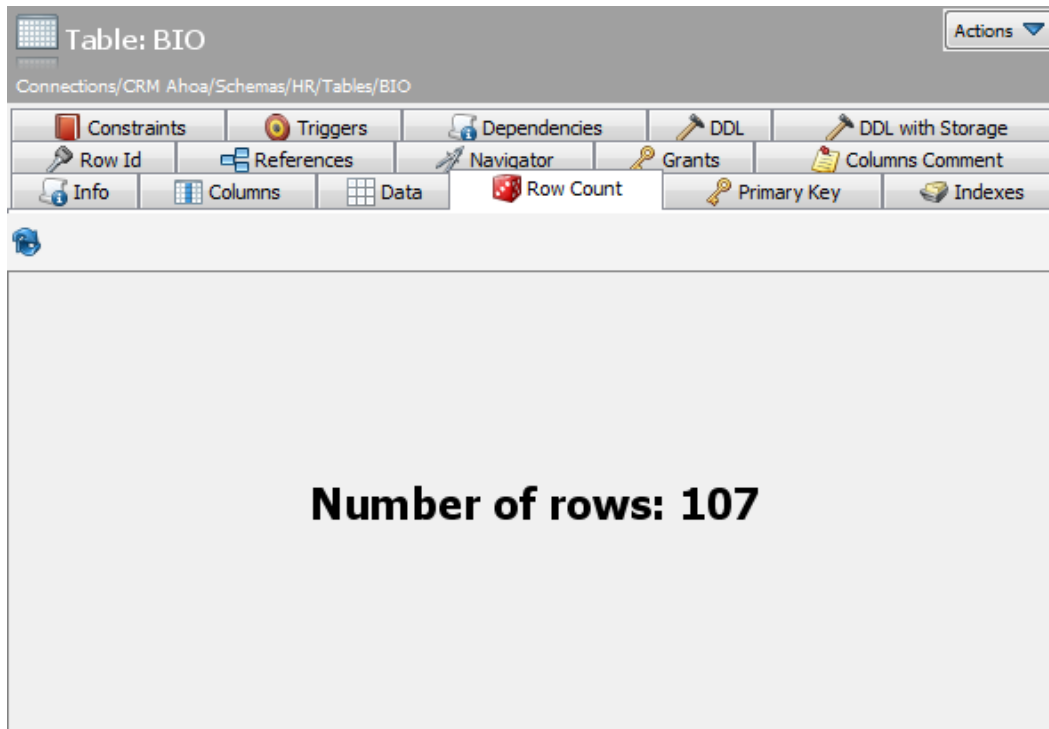 Table: BIO
Actions
Connections/CRM Ahoa/Schemas/HR/Tables/BIO
Constraints Triggers Dependencies DDL DDL with Storage
Row Id References Navigator Grants Columns Comment
Info Columns Data Row Count Primary Key Indexes
Number of rows: 107